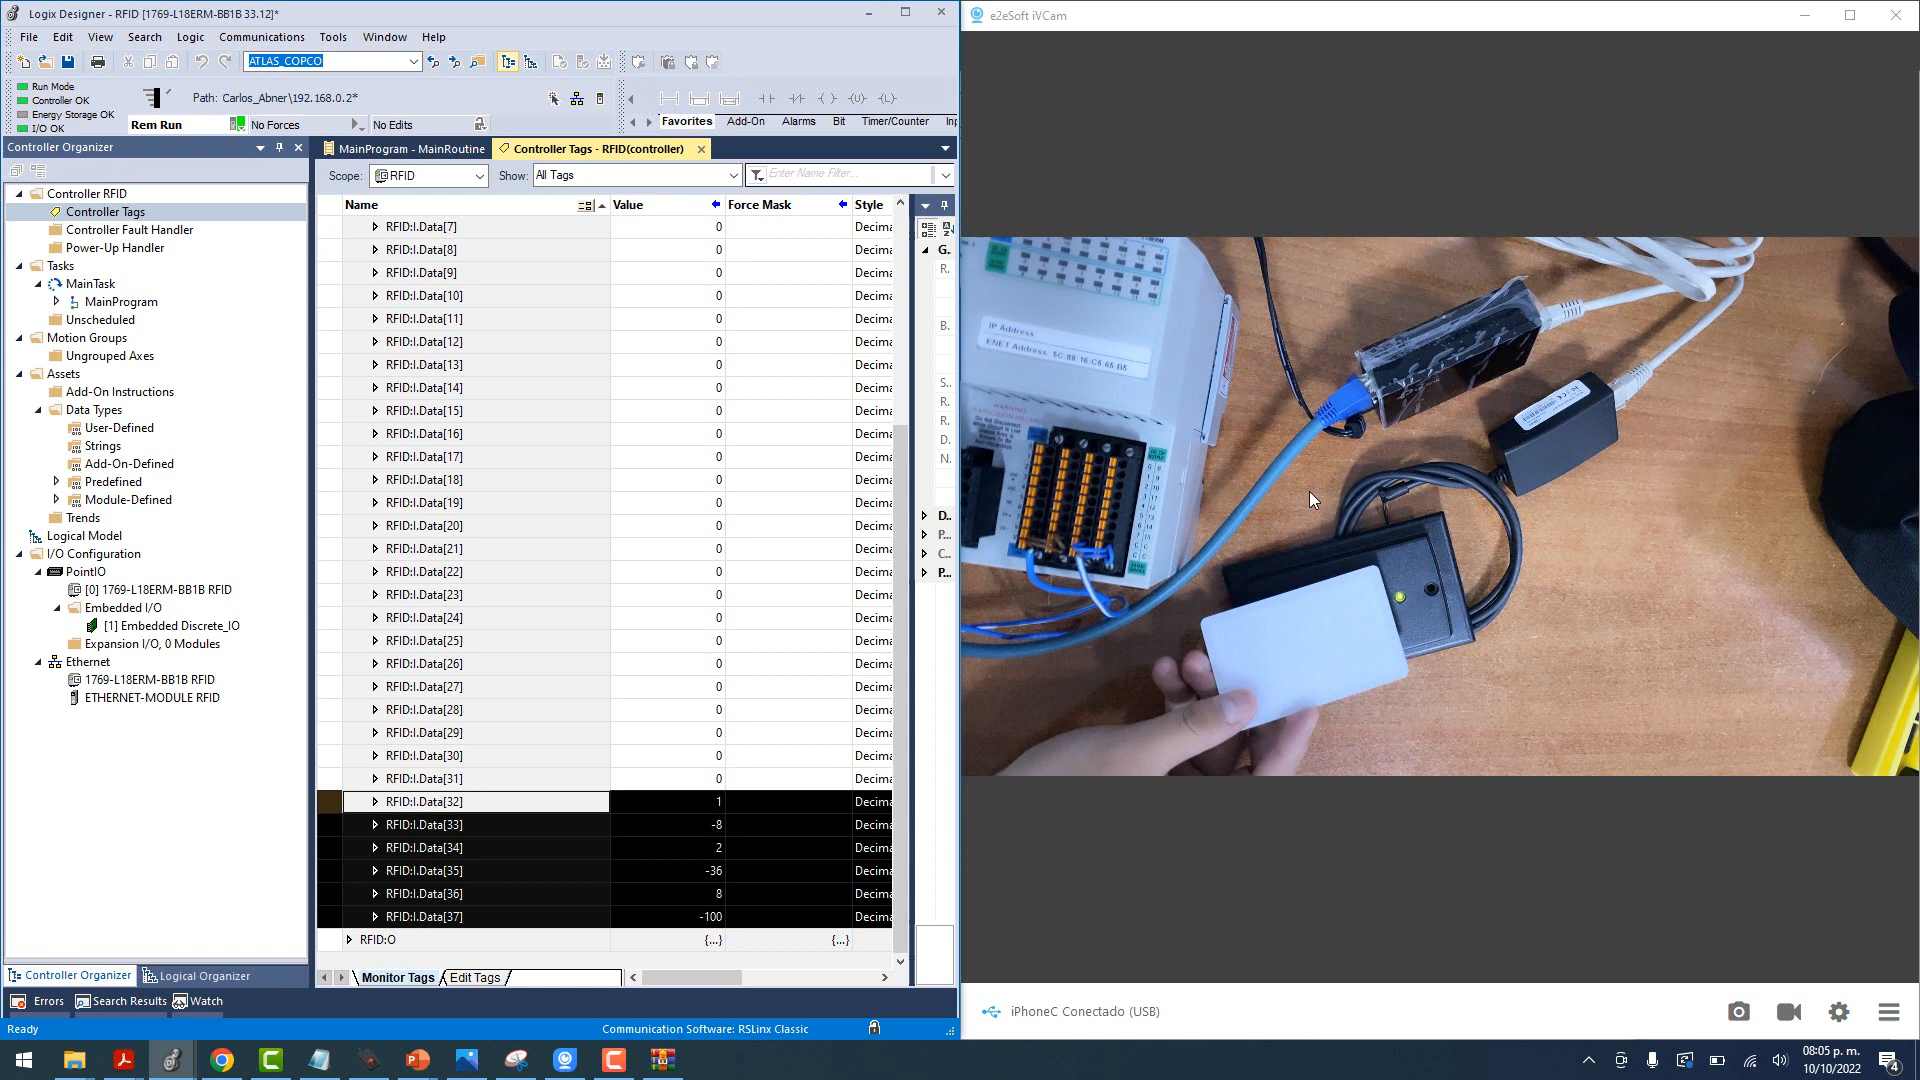 Logix Designer - RFID [1769-L18ERM-BB1B 33.12]*
File Edit View Search Logic Communications Tools Window Help
ATLAS_COPCO
Run Mode
Controller OK
Energy Storage OK
I/O OK
Path: Carlos_Abner\192.168.0.2*
Rem Run
No Forces
No Edits
Favorites Add-On Alarms Bit Timer/Counter
Controller Organizer
Controller RFID
Controller Tags
Controller Fault Handler
Power-Up Handler
Tasks
MainTask
MainProgram
Unscheduled
Motion Groups
Ungrouped Axes
Assets
Add-On Instructions
Data Types
User-Defined
Strings
Add-On-Defined
Predefined
Module-Defined
Trends
Logical Model
I/O Configuration
PointIO
[0] 1769-L18ERM-BB1B RFID
Embedded I/O
[1] Embedded Discrete_IO
Expansion I/O, 0 Modules
Ethernet
1769-L18ERM-BB1B RFID
ETHERNET-MODULE RFID
Controller Organizer Logical Organizer
MainProgram - MainRoutine
Controller Tags - RFID(controller)
Scope: RFID Show: All Tags Enter Name Filter...
Name Value Force Mask Style
RFID:I.Data[7] 0 Decima
RFID:I.Data[8] 0 Decima
RFID:I.Data[9] 0 Decima
RFID:I.Data[10] 0 Decima
RFID:I.Data[11] 0 Decima
RFID:I.Data[12] 0 Decima
RFID:I.Data[13] 0 Decima
RFID:I.Data[14] 0 Decima
RFID:I.Data[15] 0 Decima
RFID:I.Data[16] 0 Decima
RFID:I.Data[17] 0 Decima
RFID:I.Data[18] 0 Decima
RFID:I.Data[19] 0 Decima
RFID:I.Data[20] 0 Decima
RFID:I.Data[21] 0 Decima
RFID:I.Data[22] 0 Decima
RFID:I.Data[23] 0 Decima
RFID:I.Data[24] 0 Decima
RFID:I.Data[25] 0 Decima
RFID:I.Data[26] 0 Decima
RFID:I.Data[27] 0 Decima
RFID:I.Data[28] 0 Decima
RFID:I.Data[29] 0 Decima
RFID:I.Data[30] 0 Decima
RFID:I.Data[31] 0 Decima
RFID:I.Data[32] 1 Decima
RFID:I.Data[33] -8 Decima
RFID:I.Data[34] 2 Decima
RFID:I.Data[35] -36 Decima
RFID:I.Data[36] 8 Decima
RFID:I.Data[37] -100 Decima
RFID:O {...} {...}
Monitor Tags Edit Tags
G..
R.
B.
S..
R.
R.
D.
N.
D..
P...
C...
P...
Errors Search Results Watch
Ready
Communication Software: RSLinx Classic
e2eSoft iVCam
IP Address:
ENET Address: 5C:88:16:C5:65:B5
iPhoneC Conectado (USB)
08:05 p. m.
10/10/2022
4